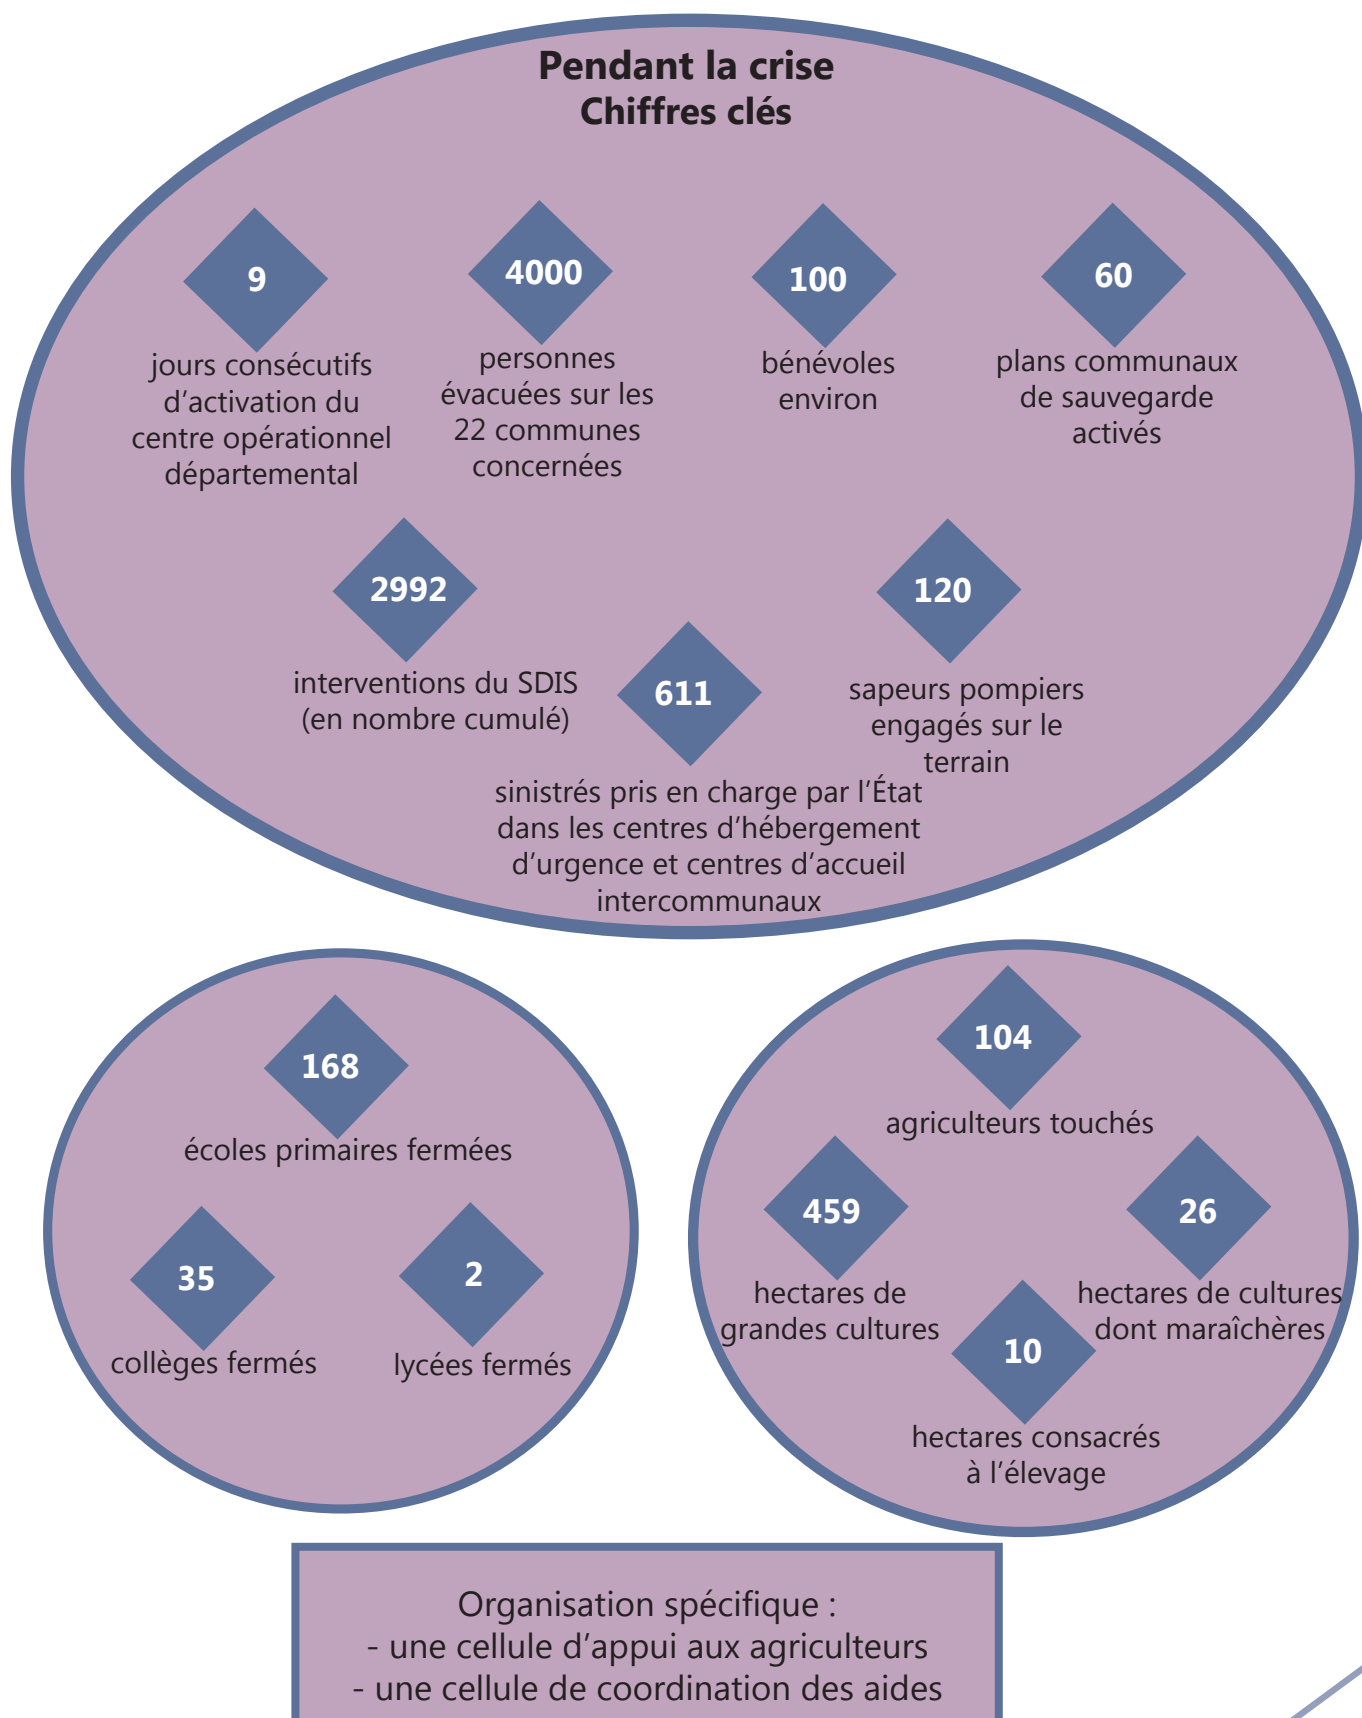 Pendant la crise
Chiffres clés
9
jours consécutifs
d'activation du
centre opérationnel
départemental
4000
personnes
évacuées sur les
22 communes
concernées
100
bénévoles
environ
60
plans communaux
de sauvegarde
activés
2992
interventions du SDIS
(en nombre cumulé)
611
sinistrés pris en charge par l'État
dans les centres d'hébergement
d'urgence et centres d'accueil
intercommunaux
120
sapeurs pompiers
engagés sur le
terrain
168
écoles primaires fermées
35
collèges fermés
2
lycées fermés
104
agriculteurs touchés
459
hectares de
grandes cultures
26
hectares de cultures
dont maraîchères
10
hectares consacrés
à l'élevage
Organisation spécifique :
- une cellule d'appui aux agriculteurs
- une cellule de coordination des aides